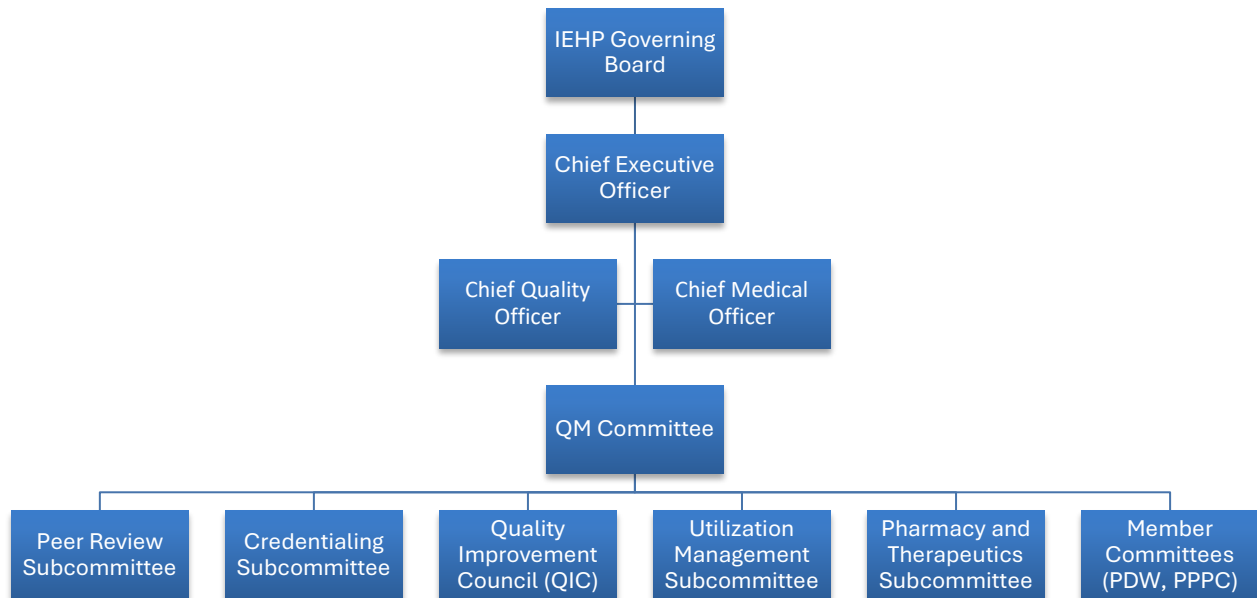 IEHP Governing
Board
Chief Executive
Officer
Chief Quality
Officer
Chief Medical
Officer
QM Committee
Peer Review
Subcommittee
Credentialing
Subcommittee
Quality
Improvement
Council (QIC)
Utilization
Management
Subcommittee
Pharmacy and
Therapeutics
Subcommittee
Member
Committees
(PDW, PPPC)